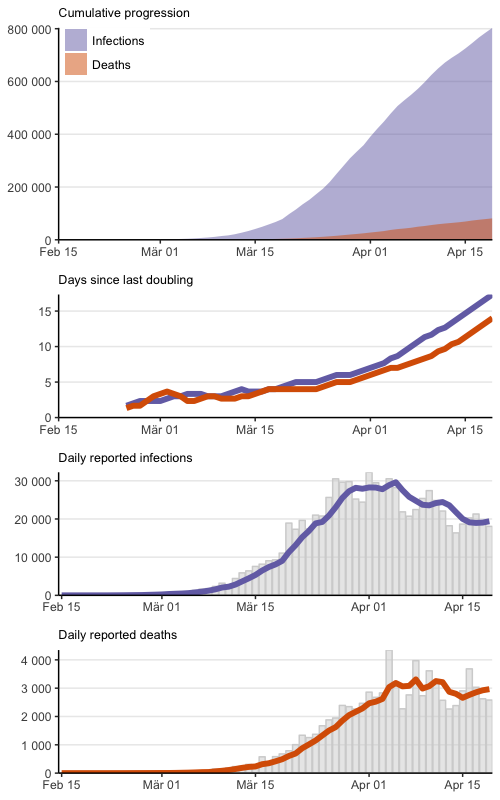 Cumulative progression
800 000
600 000
400 000
200 000
0
Infections
Deaths
Feb 15 Mär 01 Mär 15 Apr 01 Apr 15
Days since last doubling
15
10
5
0
Feb 15 Mär 01 Mär 15 Apr 01 Apr 15
Daily reported infections
30 000
20 000
10 000
0
Feb 15 Mär 01 Mär 15 Apr 01 Apr 15
Daily reported deaths
4 000
3 000
2 000
1 000
0
Feb 15 Mär 01 Mär 15 Apr 01 Apr 15